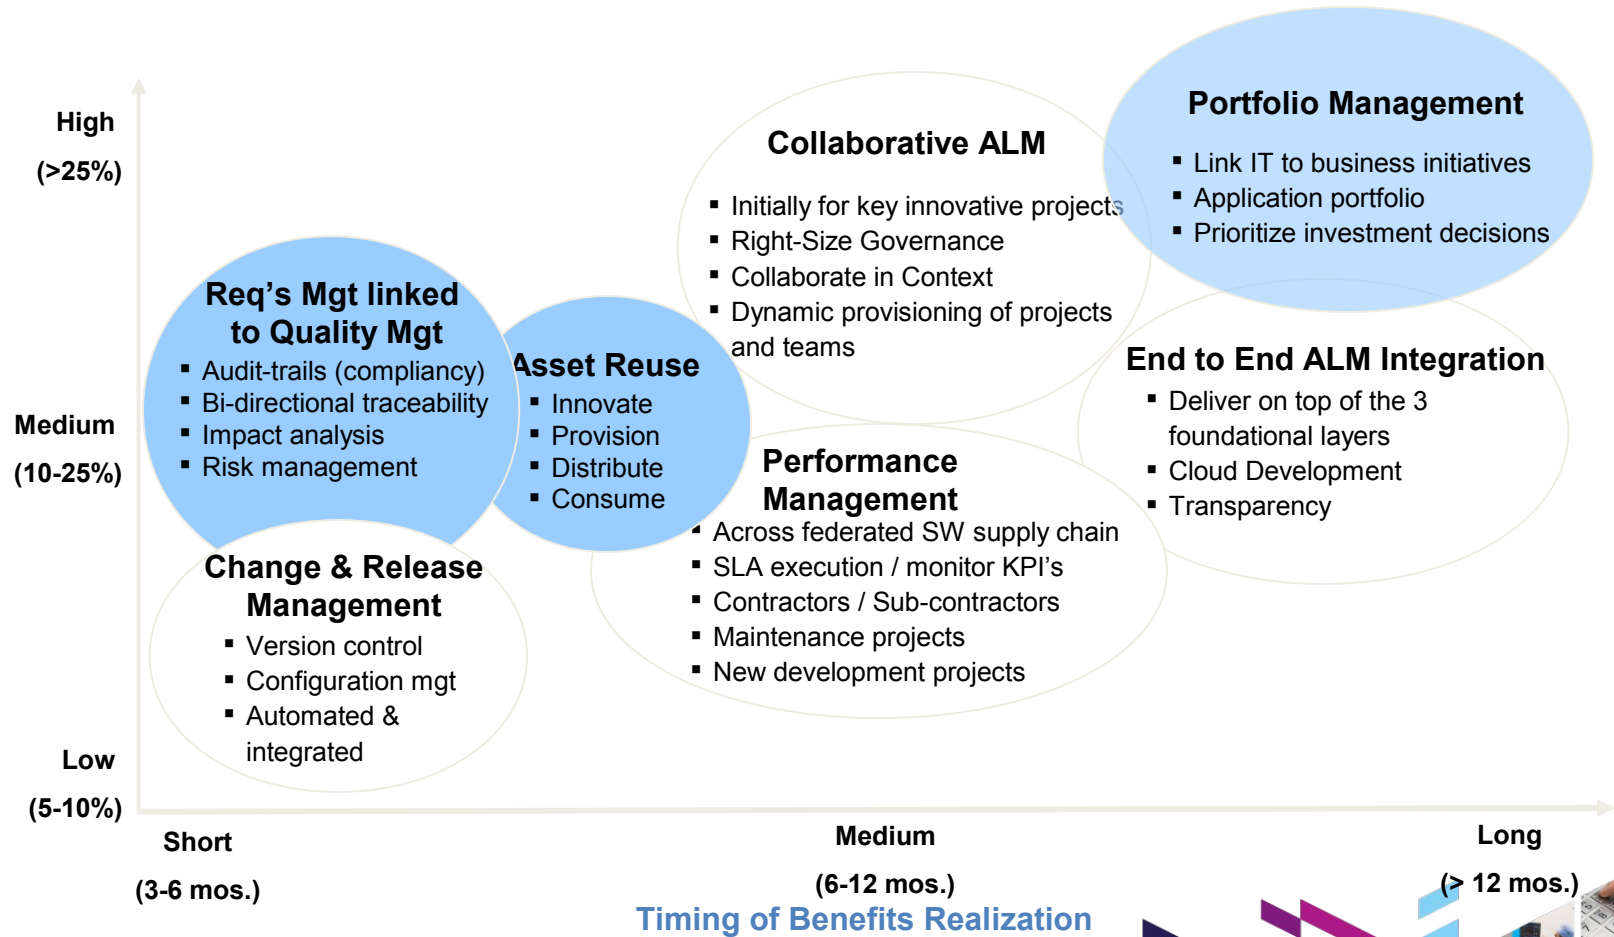 High
(>25%)
Medium
(10-25%)
Low
(5-10%)
Req's Mgt linked
to Quality Mgt
▪ Audit-trails (compliancy)
▪ Bi-directional traceability
▪ Impact analysis
▪ Risk management
Change & Release
Management
▪ Version control
▪ Configuration mgt
▪ Automated &
integrated
Asset Reuse
▪ Innovate
▪ Provision
▪ Distribute
▪ Consume
Collaborative ALM
▪ Initially for key innovative projects
▪ Right-Size Governance
▪ Collaborate in Context
▪ Dynamic provisioning of projects
and teams
Performance
Management
▪ Across federated SW supply chain
▪ SLA execution / monitor KPI's
▪ Contractors / Sub-contractors
▪ Maintenance projects
▪ New development projects
Portfolio Management
▪ Link IT to business initiatives
▪ Application portfolio
▪ Prioritize investment decisions
End to End ALM Integration
▪ Deliver on top of the 3
foundational layers
▪ Cloud Development
▪ Transparency
Short
(3-6 mos.)
Medium
(6-12 mos.)
Long
(> 12 mos.)
Timing of Benefits Realization